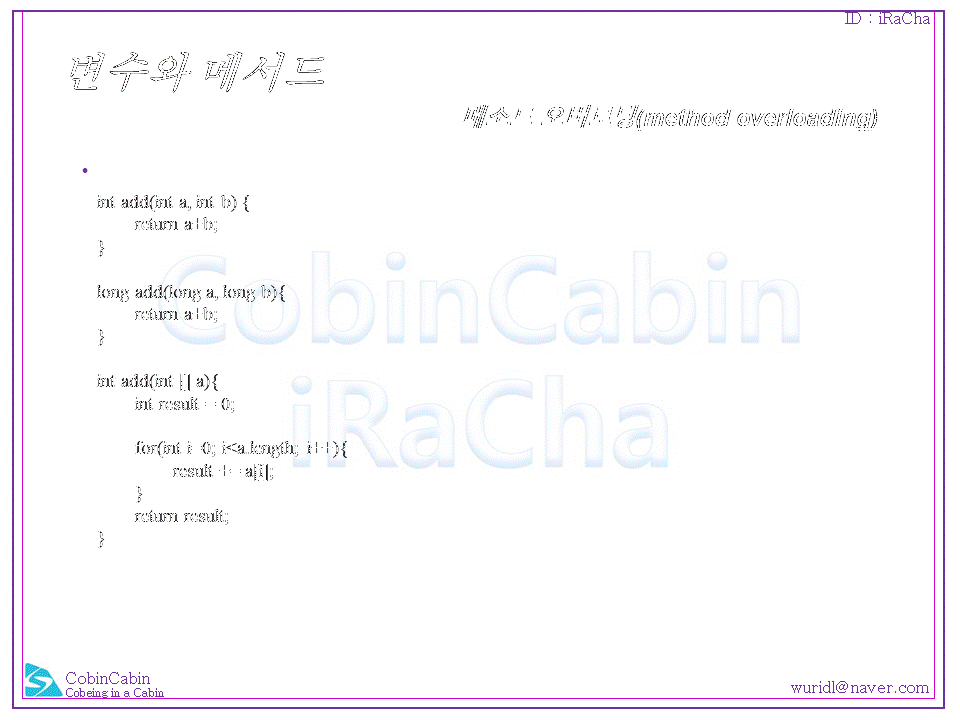 ID : iRaCha
변수와 메서드
메소드 오버로딩(method overloading)
•
int add(int a, int b) {
return a+b;
}
long add(long a, long b){
return a+b;
}
int add(int [] a){
int result = 0;
for(int i=0; i<a.length; i++){
result += a[i];
}
return result;
}
CobinCabin
iRaCha
CobinCabin
Cobeing in a Cabin
wuridl@naver.com